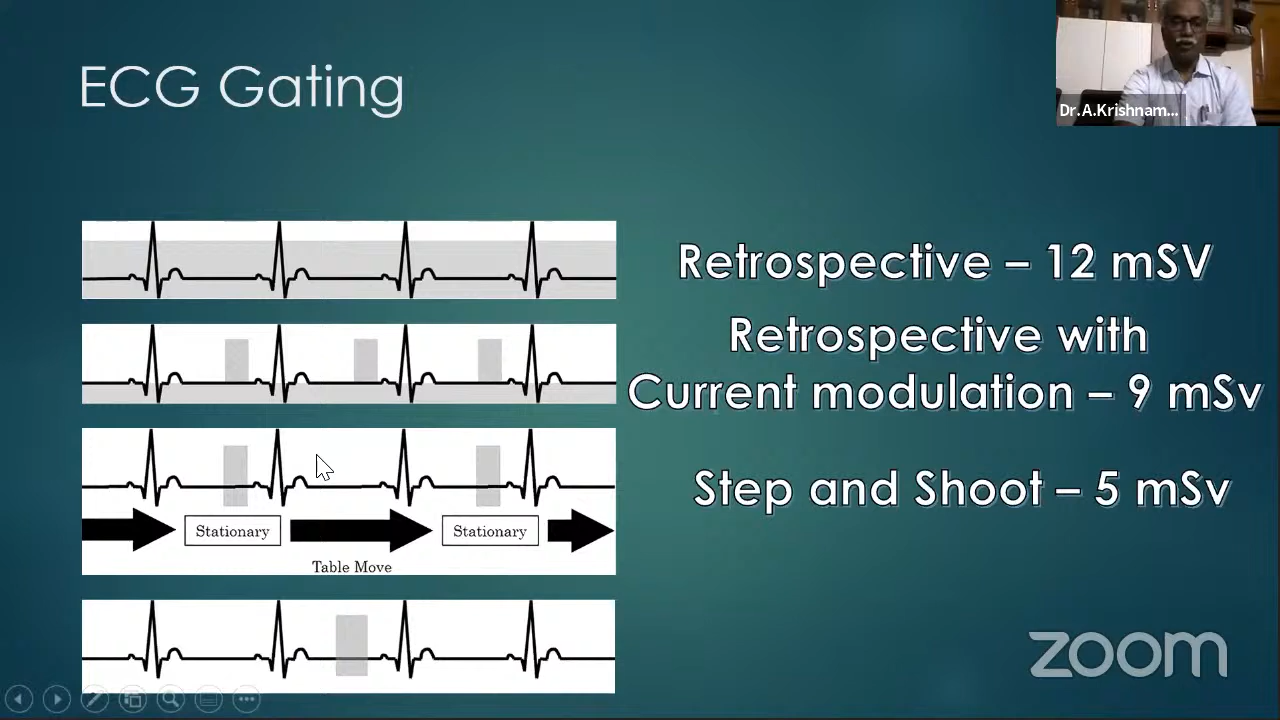 ECG Gating
Dr.A.Krishnam...
Retrospective – 12 mSV
Retrospective with
Current modulation – 9 mSv
Step and Shoot – 5 mSv
Stationary
Stationary
Table Move
zoom